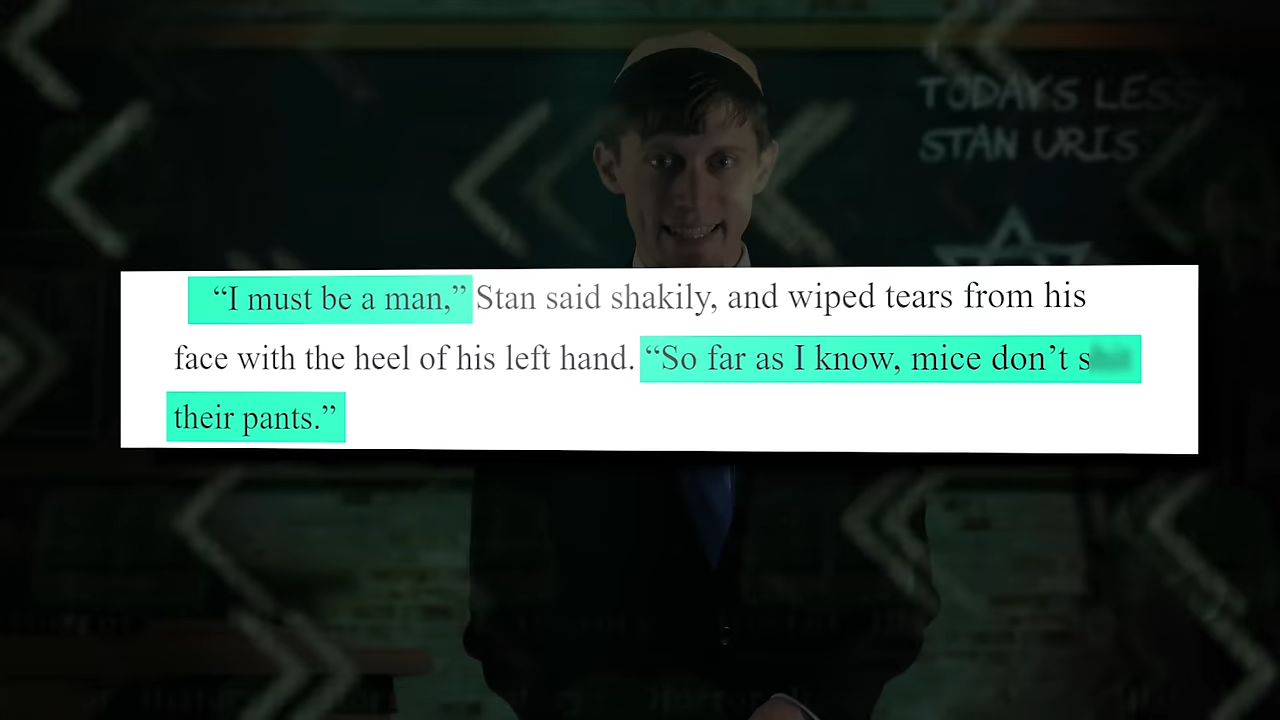 TODAYS LESS
STAN URIS
“I must be a man,” Stan said shakily, and wiped tears from his
face with the heel of his left hand. “So far as I know, mice don’t s
their pants.”